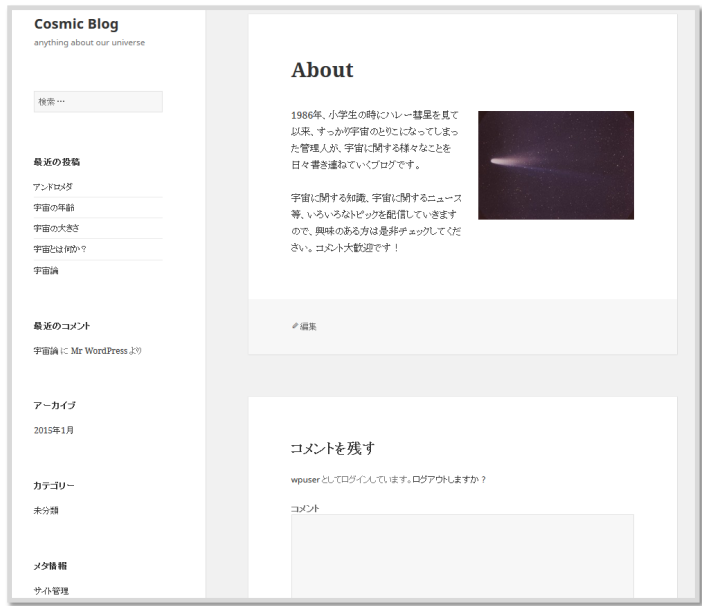 Cosmic Blog
anything about our universe
検索 …
最近の投稿
アンドロメダ
宇宙の年齢
宇宙の大きさ
宇宙とは何か？
宇宙論
最近のコメント
宇宙論 に Mr WordPress より
アーカイブ
2015年1月
カテゴリー
未分類
メタ情報
サイト管理
About
1986年、小学生の時にハレー彗星を見て
以来、すっかり宇宙のとりこになってしまっ
た管理人が、宇宙に関する様々なことを
日々書き連ねていくブログです。
宇宙に関する知識、宇宙に関するニュース
等、いろいろなトピックを配信していきます
ので、興味のある方は是非チェックしてくだ
さい。コメント大歓迎です！
編集
コメントを残す
wpuser としてログインしています。ログアウトしますか ?
コメント